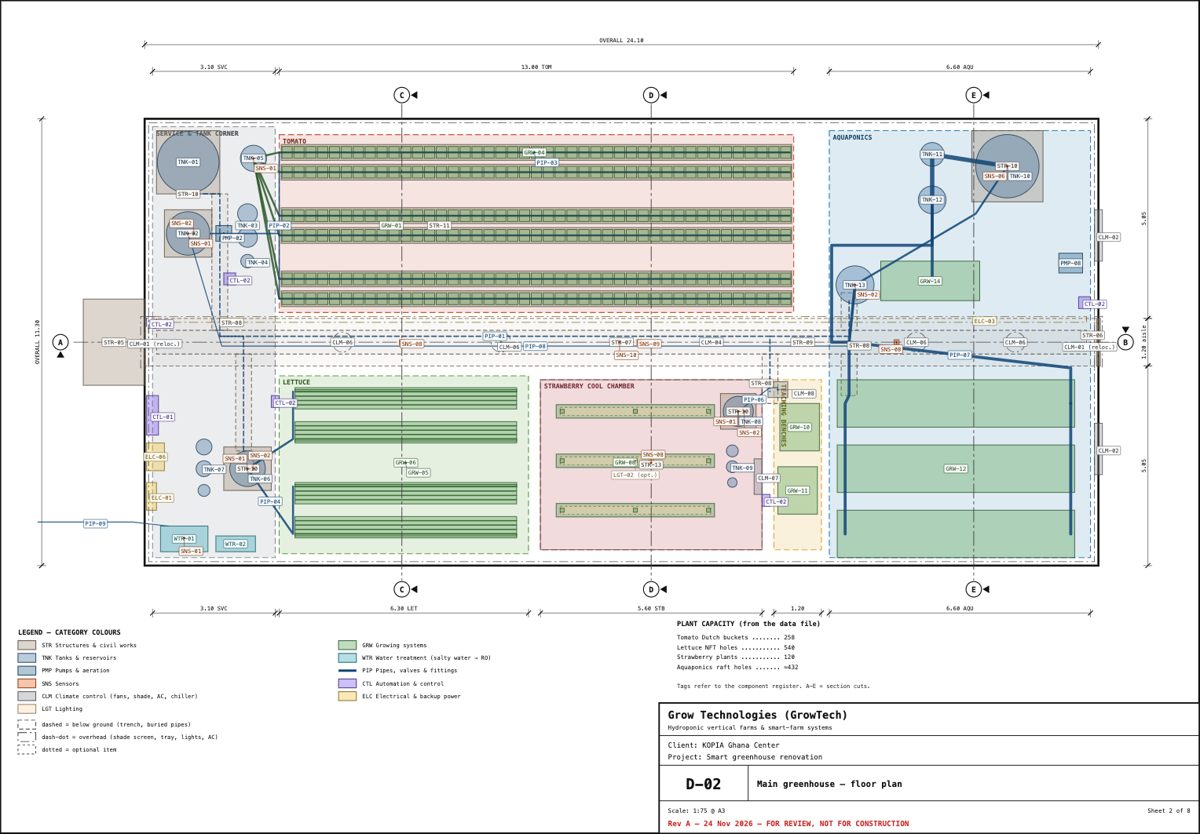 OVERALL 24.10
3.10 SVC
13.00 TOM
6.60 AQU
C
D
E
SERVICE & TANK CORNER
TOMATO
AQUAPONICS
TNK-01
TNK-05
SNS-01
GRW-04
PIP-03
TNK-11
STR-10
SNS-06
TNK-10
STR-10
TNK-12
SNS-02
TNK-02
SNS-01
TNK-03
PMP-02
PIP-02
GRW-01
STR-11
CLM-02
5.05
TNK-04
CTL-02
PMP-08
GRW-14
TNK-13
SNS-02
CTL-02
OVERALL 11.30
CTL-02
STR-08
ELC-03
A
STR-05
CLM-01 (reloc.)
CLM-06
SNS-08
PIP-01
CLM-06
PIP-08
STR-07
SNS-09
SNS-10
CLM-04
STR-09
STR-08
SNS-08
CLM-06
PIP-07
CLM-06
STR-06
CLM-01 (reloc.)
B
1.20 aisle
LETTUCE
STRAWBERRY COOL CHAMBER
STR-08
TRACKING BENCHES
CLM-08
PIP-06
CTL-02
CTL-01
STR-10
SNS-01
TNK-08
SNS-02
GRW-10
ELC-06
SNS-01
SNS-02
TNK-07
STR-10
TNK-06
GRW-06
GRW-05
GRW-08
SNS-08
STR-13
LGT-02 (opt.)
TNK-09
CLM-07
GRW-11
GRW-12
CLM-02
5.05
ELC-01
PIP-04
CTL-02
PIP-09
WTR-01
SNS-01
WTR-02
C
D
E
3.10 SVC
6.30 LET
5.60 STB
1.20
6.60 AQU
LEGEND — CATEGORY COLOURS
STR Structures & civil works
TNK Tanks & reservoirs
PMP Pumps & aeration
SNS Sensors
CLM Climate control (fans, shade, AC, chiller)
LGT Lighting
dashed = below ground (trench, buried pipes)
dash-dot = overhead (shade screen, tray, lights, AC)
dotted = optional item
GRW Growing systems
WTR Water treatment (salty water → RO)
PIP Pipes, valves & fittings
CTL Automation & control
ELC Electrical & backup power
PLANT CAPACITY (from the data file)
Tomato Dutch buckets ........ 258
Lettuce NFT holes ........... 540
Strawberry plants ........... 120
Aquaponics raft holes ....... ≈432
Tags refer to the component register. A–E = section cuts.
Grow Technologies (GrowTech)
Hydroponic vertical farms & smart-farm systems
Client: KOPIA Ghana Center
Project: Smart greenhouse renovation
D-02
Main greenhouse — floor plan
Scale: 1:75 @ A3
Sheet 2 of 8
Rev A — 24 Nov 2026 — FOR REVIEW, NOT FOR CONSTRUCTION